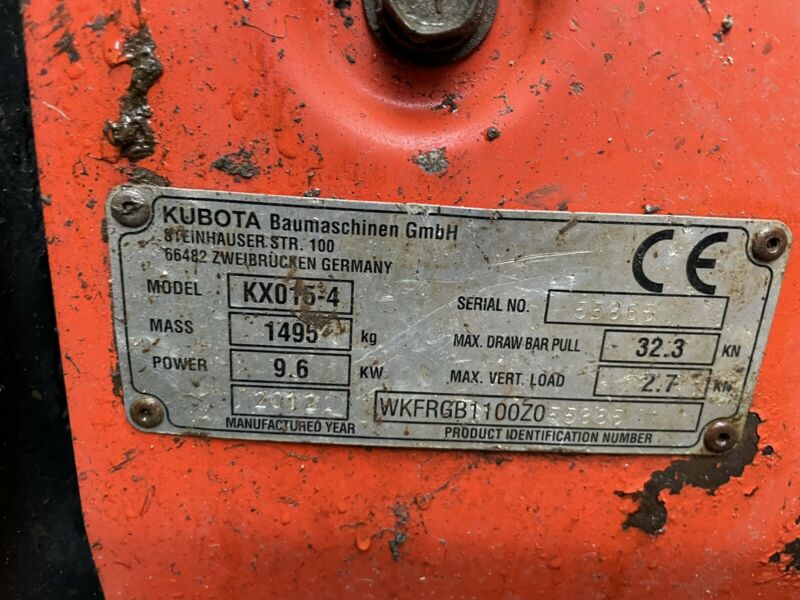 KUBOTA Baumaschinen GmbH
STEINHAUSER STR. 100
66482 ZWEIBRÜCKEN GERMANY
MODEL KX015-4
MASS 1495 kg
POWER 9.6 KW
MANUFACTURED YEAR
CE
SERIAL NO.
MAX. DRAW BAR PULL 32.3 KN
MAX. VERT. LOAD 2.7 KN
PRODUCT IDENTIFICATION NUMBER